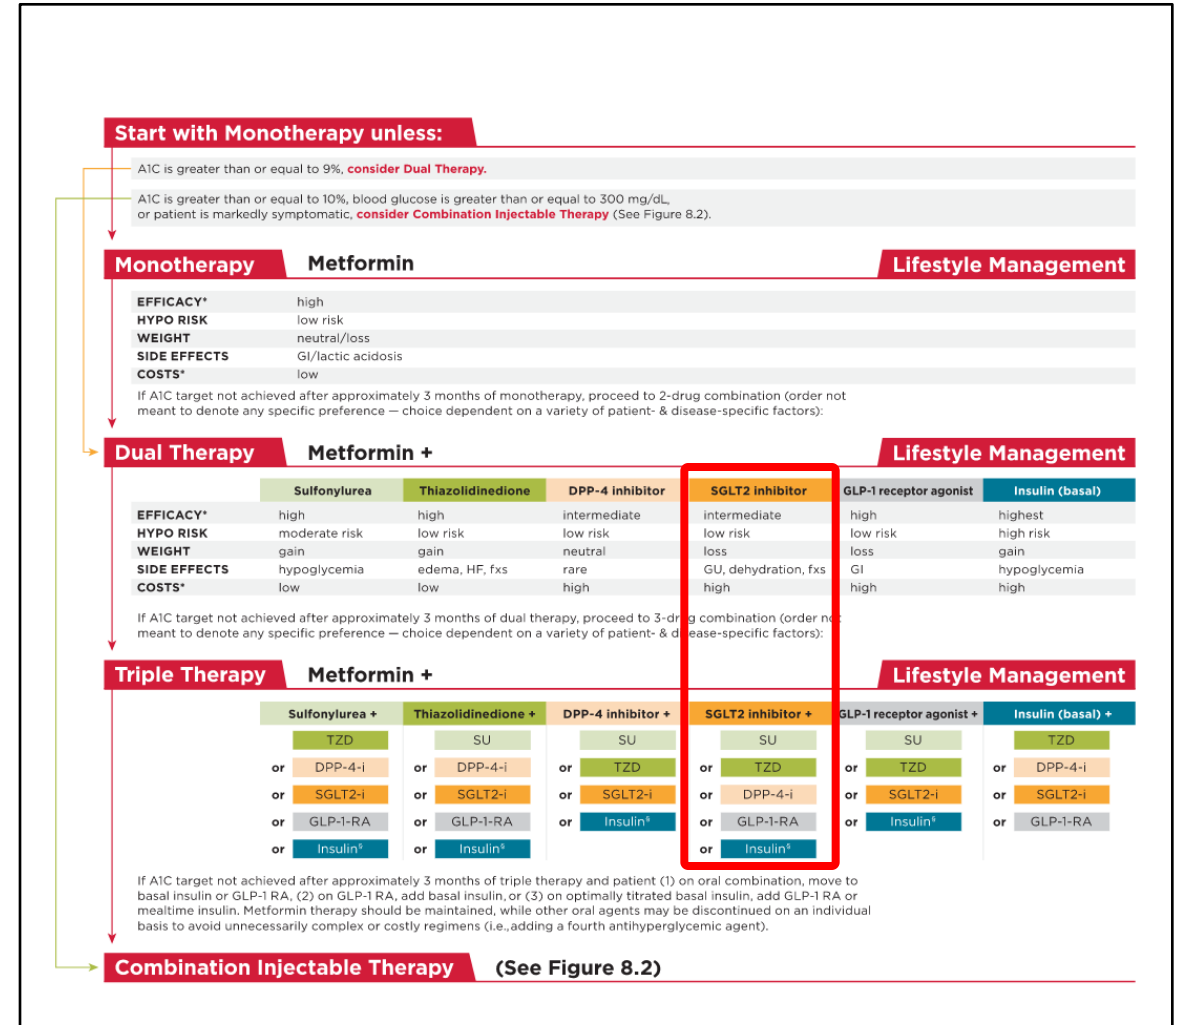 Start with Monotherapy unless:
A1C is greater than or equal to 9%, consider Dual Therapy.
A1C is greater than or equal to 10%, blood glucose is greater than or equal to 300 mg/dL,
or patient is markedly symptomatic, consider Combination Injectable Therapy (See Figure 8.2).
Monotherapy Metformin Lifestyle Management
EFFICACY* high
HYPO RISK low risk
WEIGHT neutral/loss
SIDE EFFECTS GI/lactic acidosis
COSTS* low
If A1C target not achieved after approximately 3 months of monotherapy, proceed to 2-drug combination (order not
meant to denote any specific preference — choice dependent on a variety of patient- & disease-specific factors):
Dual Therapy Metformin + Lifestyle Management
Sulfonylurea Thiazolidinedione DPP-4 inhibitor SGLT2 inhibitor GLP-1 receptor agonist Insulin (basal)
EFFICACY* high high intermediate intermediate high highest
HYPO RISK moderate risk low risk low risk low risk low risk high risk
WEIGHT gain gain neutral loss loss gain
SIDE EFFECTS hypoglycemia edema, HF, fxs rare GU, dehydration, fxs GI hypoglycemia
COSTS* low low high high high high
If A1C target not achieved after approximately 3 months of dual therapy, proceed to 3-drug combination (order not
meant to denote any specific preference — choice dependent on a variety of patient- & disease-specific factors):
Triple Therapy Metformin + Lifestyle Management
Sulfonylurea + Thiazolidinedione + DPP-4 inhibitor + SGLT2 inhibitor + GLP-1 receptor agonist + Insulin (basal) +
TZD SU SU SU SU TZD
or DPP-4-i or DPP-4-i or TZD or TZD or TZD or DPP-4-i
or SGLT2-i or SGLT2-i or SGLT2-i or DPP-4-i or SGLT2-i or SGLT2-i
or GLP-1-RA or GLP-1-RA or Insulin§ or GLP-1-RA or Insulin§ or GLP-1-RA
or Insulin§ or Insulin§ or Insulin§
If A1C target not achieved after approximately 3 months of triple therapy and patient (1) on oral combination, move to
basal insulin or GLP-1 RA, (2) on GLP-1 RA, add basal insulin, or (3) on optimally titrated basal insulin, add GLP-1 RA or
mealtime insulin. Metformin therapy should be maintained, while other oral agents may be discontinued on an individual
basis to avoid unnecessarily complex or costly regimens (i.e.,adding a fourth antihyperglycemic agent).
Combination Injectable Therapy (See Figure 8.2)